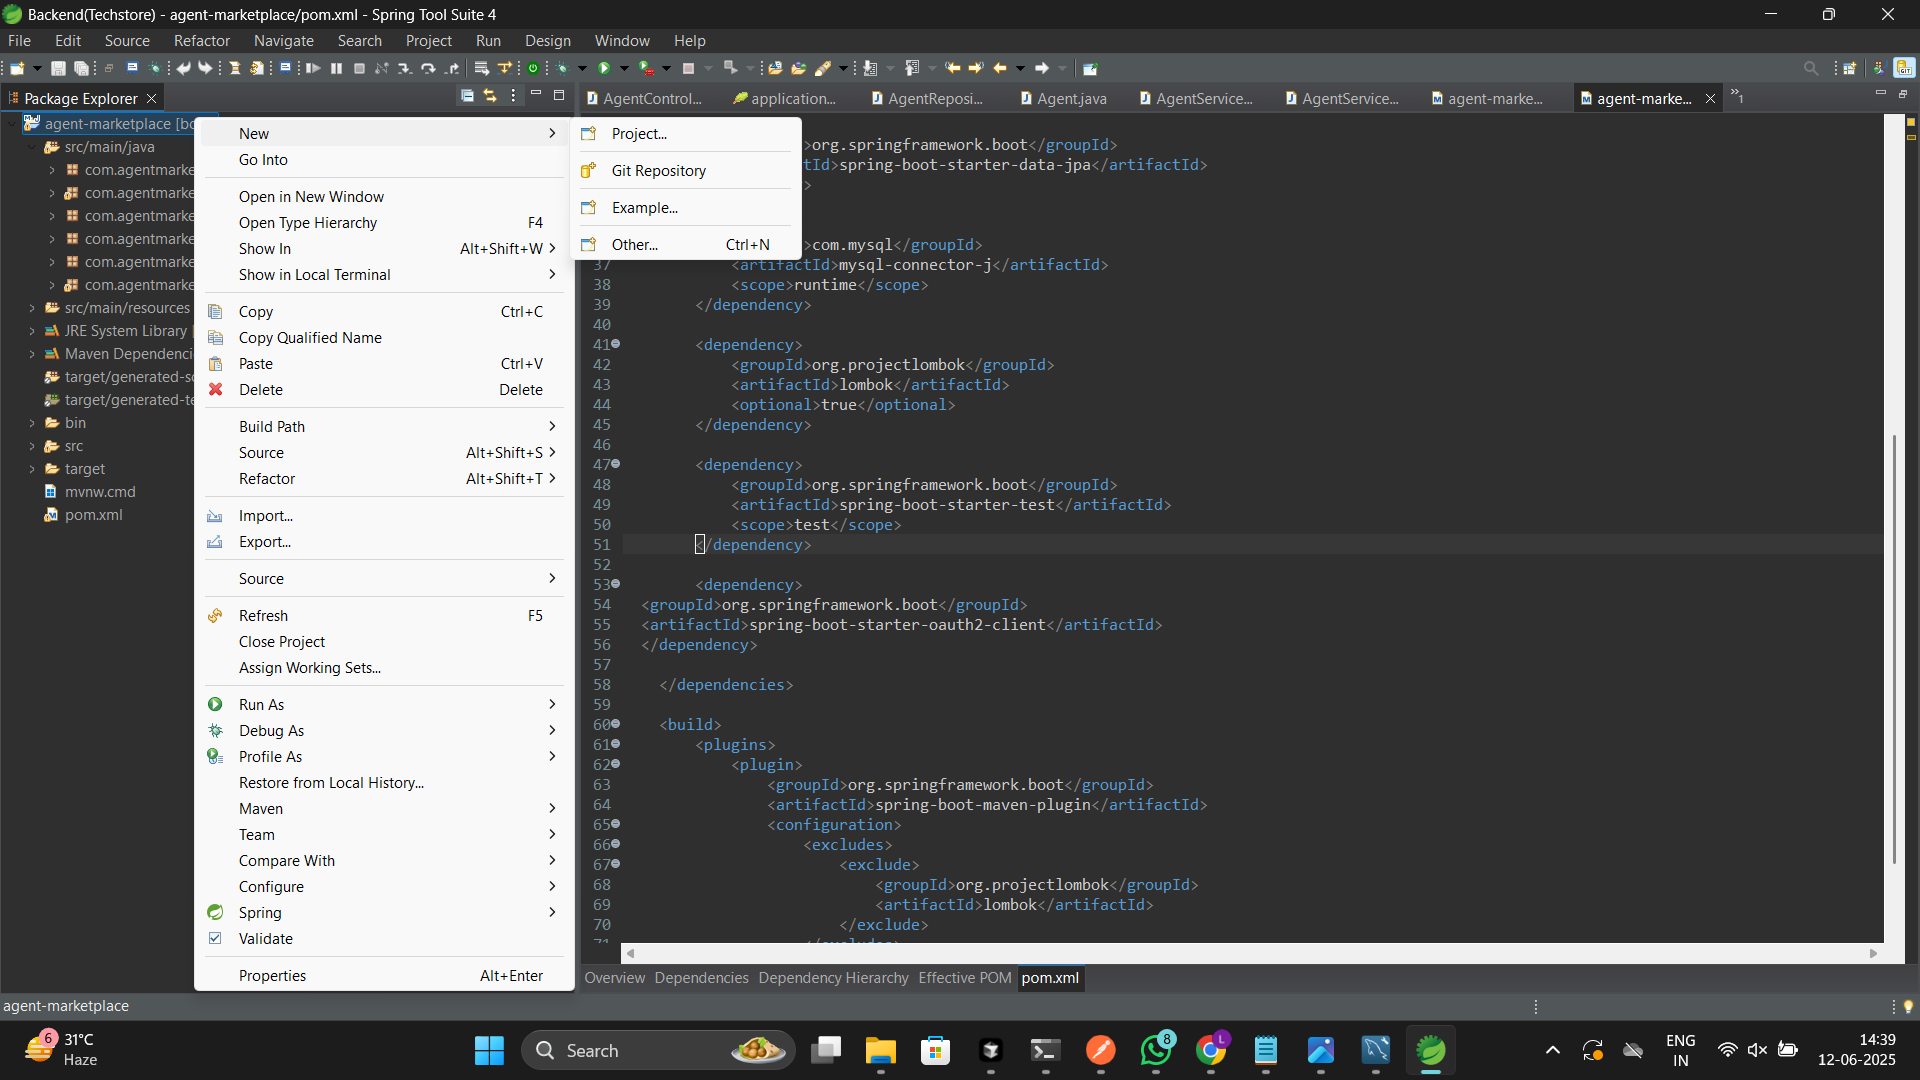 Backend(Techstore) - agent-marketplace/pom.xml - Spring Tool Suite 4
File Edit Source Refactor Navigate Search Project Run Design Window Help
Package Explorer
AgentControl... application... AgentReposi... Agent.java AgentService... AgentService... agent-marke... agent-marke... »1
agent-marketplace [bo
src/main/java
com.agentmarke
com.agentmarke
com.agentmarke
com.agentmarke
com.agentmarke
com.agentmarke
src/main/resources
JRE System Library
Maven Dependenci
target/generated-so
target/generated-te
bin
src
target
mvnw.cmd
pom.xml
New
Go Into
Open in New Window
Open Type Hierarchy F4
Show In Alt+Shift+W
Show in Local Terminal
Copy Ctrl+C
Copy Qualified Name
Paste Ctrl+V
Delete Delete
Build Path
Source Alt+Shift+S
Refactor Alt+Shift+T
Import...
Export...
Source
Refresh F5
Close Project
Assign Working Sets...
Run As
Debug As
Profile As
Restore from Local History...
Maven
Team
Compare With
Configure
Spring
Validate
Properties Alt+Enter
Project...
Git Repository
Example...
Other... Ctrl+N
>org.springframework.boot</groupId>
tId>spring-boot-starter-data-jpa</artifactId>
>
>com.mysql</groupId>
37 <artifactId>mysql-connector-j</artifactId>
38 <scope>runtime</scope>
39 </dependency>
40
41 <dependency>
42 <groupId>org.projectlombok</groupId>
43 <artifactId>lombok</artifactId>
44 <optional>true</optional>
45 </dependency>
46
47 <dependency>
48 <groupId>org.springframework.boot</groupId>
49 <artifactId>spring-boot-starter-test</artifactId>
50 <scope>test</scope>
51 </dependency>
52
53 <dependency>
54 <groupId>org.springframework.boot</groupId>
55 <artifactId>spring-boot-starter-oauth2-client</artifactId>
56 </dependency>
57
58 </dependencies>
59
60 <build>
61 <plugins>
62 <plugin>
63 <groupId>org.springframework.boot</groupId>
64 <artifactId>spring-boot-maven-plugin</artifactId>
65 <configuration>
66 <excludes>
67 <exclude>
68 <groupId>org.projectlombok</groupId>
69 <artifactId>lombok</artifactId>
70 </exclude>
Overview Dependencies Dependency Hierarchy Effective POM pom.xml
agent-marketplace
6
31°C
Haze
Search
8
L
ENG
IN
14:39
12-06-2025